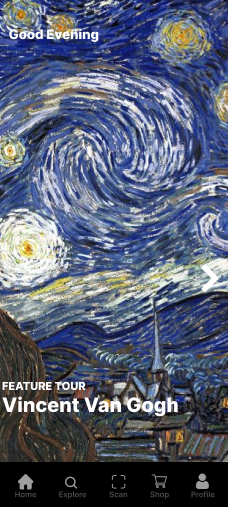 Good Evening
FEATURE TOUR
Vincent Van Gogh
Home Explore Scan Shop Profile